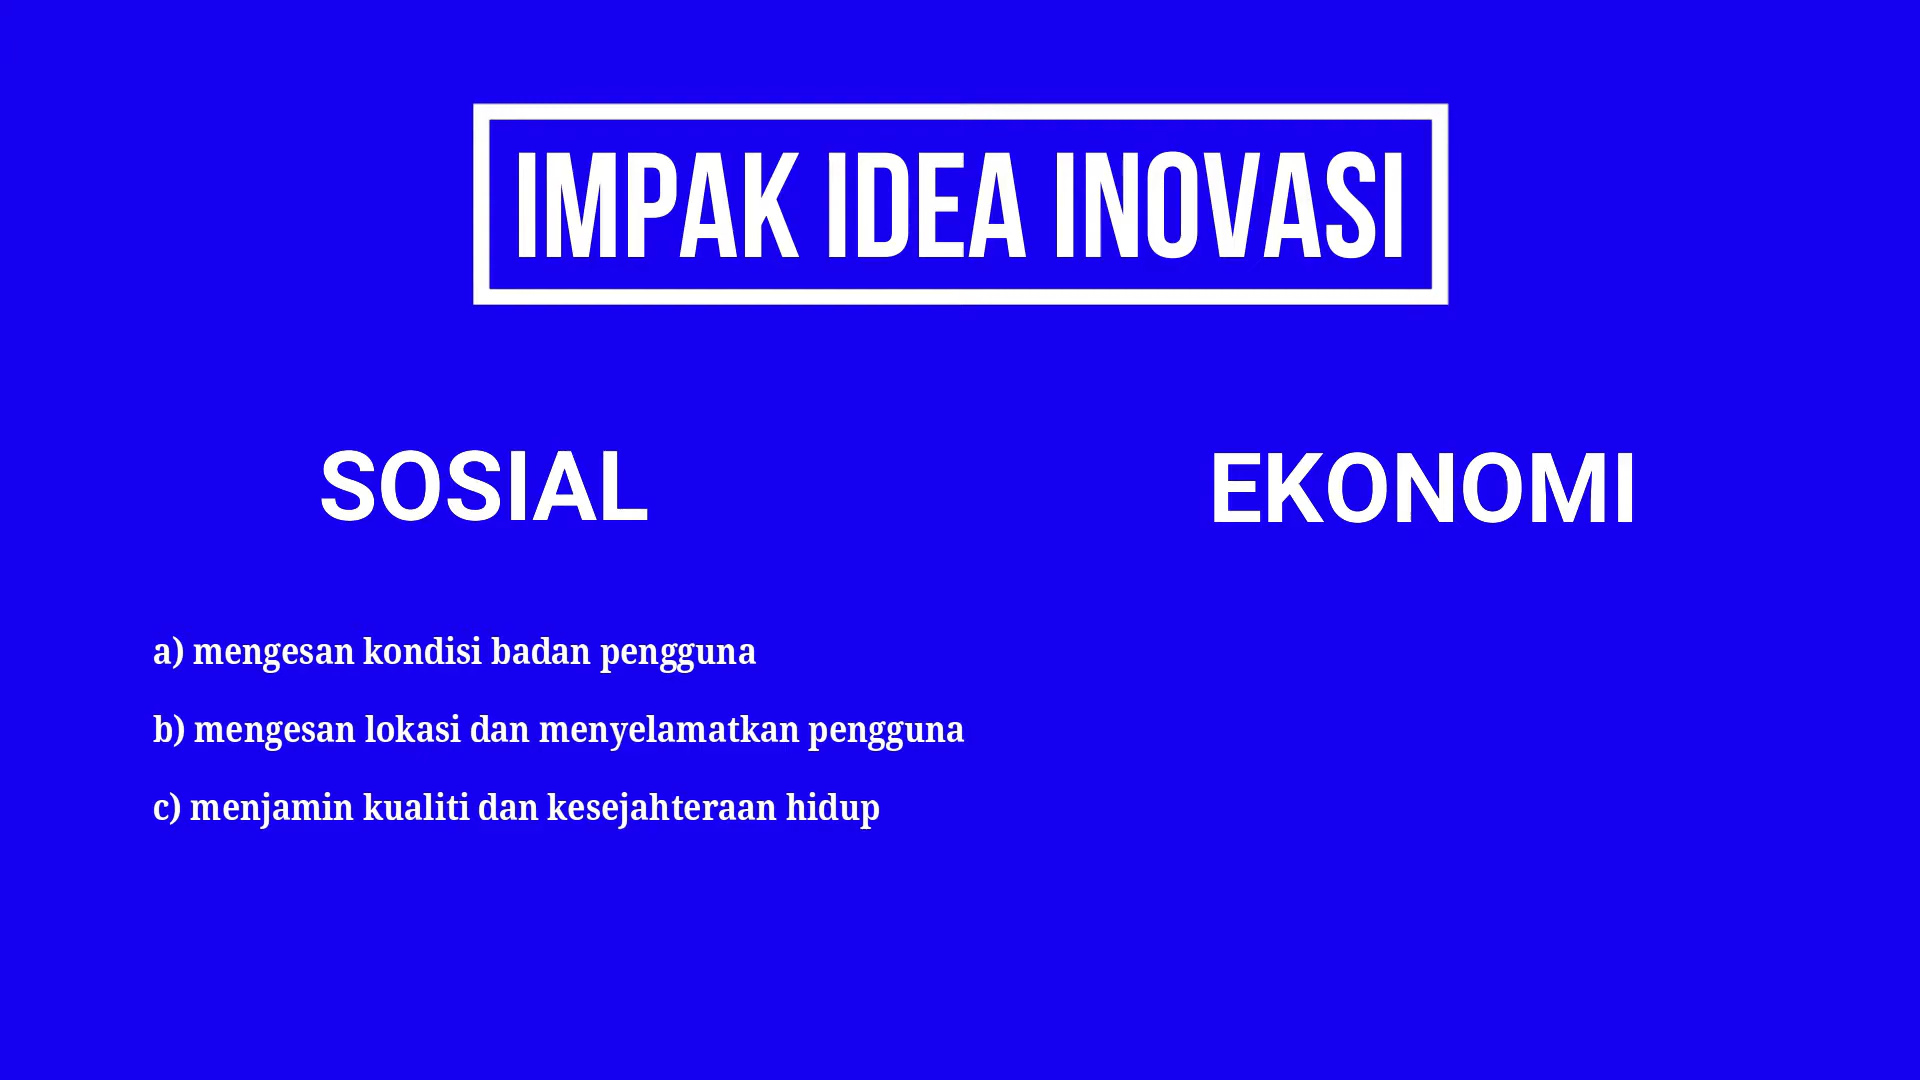 IMPAK IDEA INOVASI
SOSIAL
EKONOMI
a) mengesan kondisi badan pengguna
b) mengesan lokasi dan menyelamatkan pengguna
c) menjamin kualiti dan kesejahteraan hidup